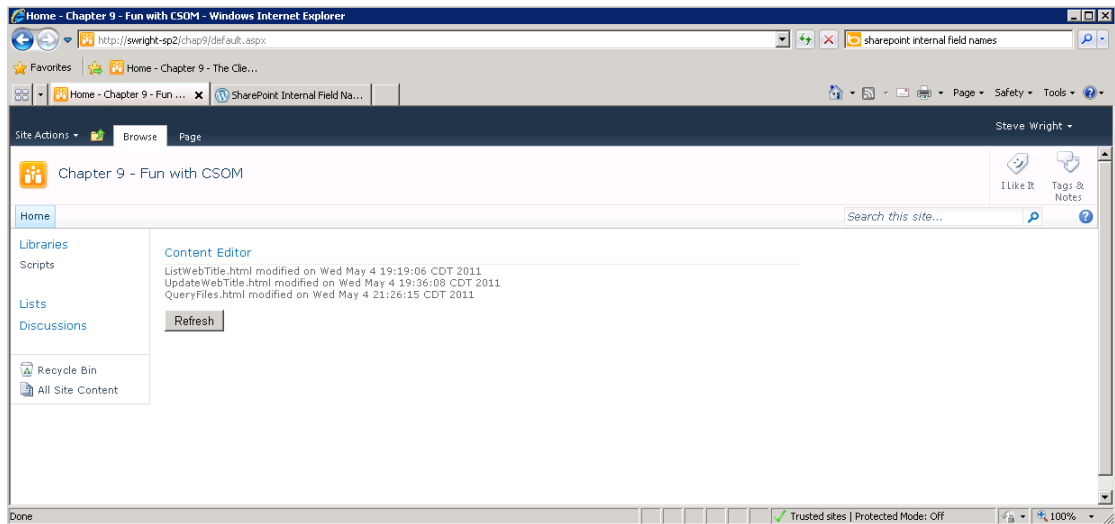 Home - Chapter 9 - Fun with CSOM - Windows Internet Explorer
http://swright-sp2/chap9/default.aspx
sharepoint internal field names
Favorites
Home - Chapter 9 - The Clie...
Home - Chapter 9 - Fun ...
SharePoint Internal Field Na...
Page
Safety
Tools
Steve Wright
Site Actions
Browse
Page
Chapter 9 - Fun with CSOM
I Like It
Tags &
Notes
Home
Search this site...
Libraries
Scripts
Lists
Discussions
Recycle Bin
All Site Content
Content Editor
ListWebTitle.html modified on Wed May 4 19:19:06 CDT 2011
UpdateWebTitle.html modified on Wed May 4 19:36:08 CDT 2011
QueryFiles.html modified on Wed May 4 21:26:15 CDT 2011
Refresh
Done
Trusted sites | Protected Mode: Off
100%